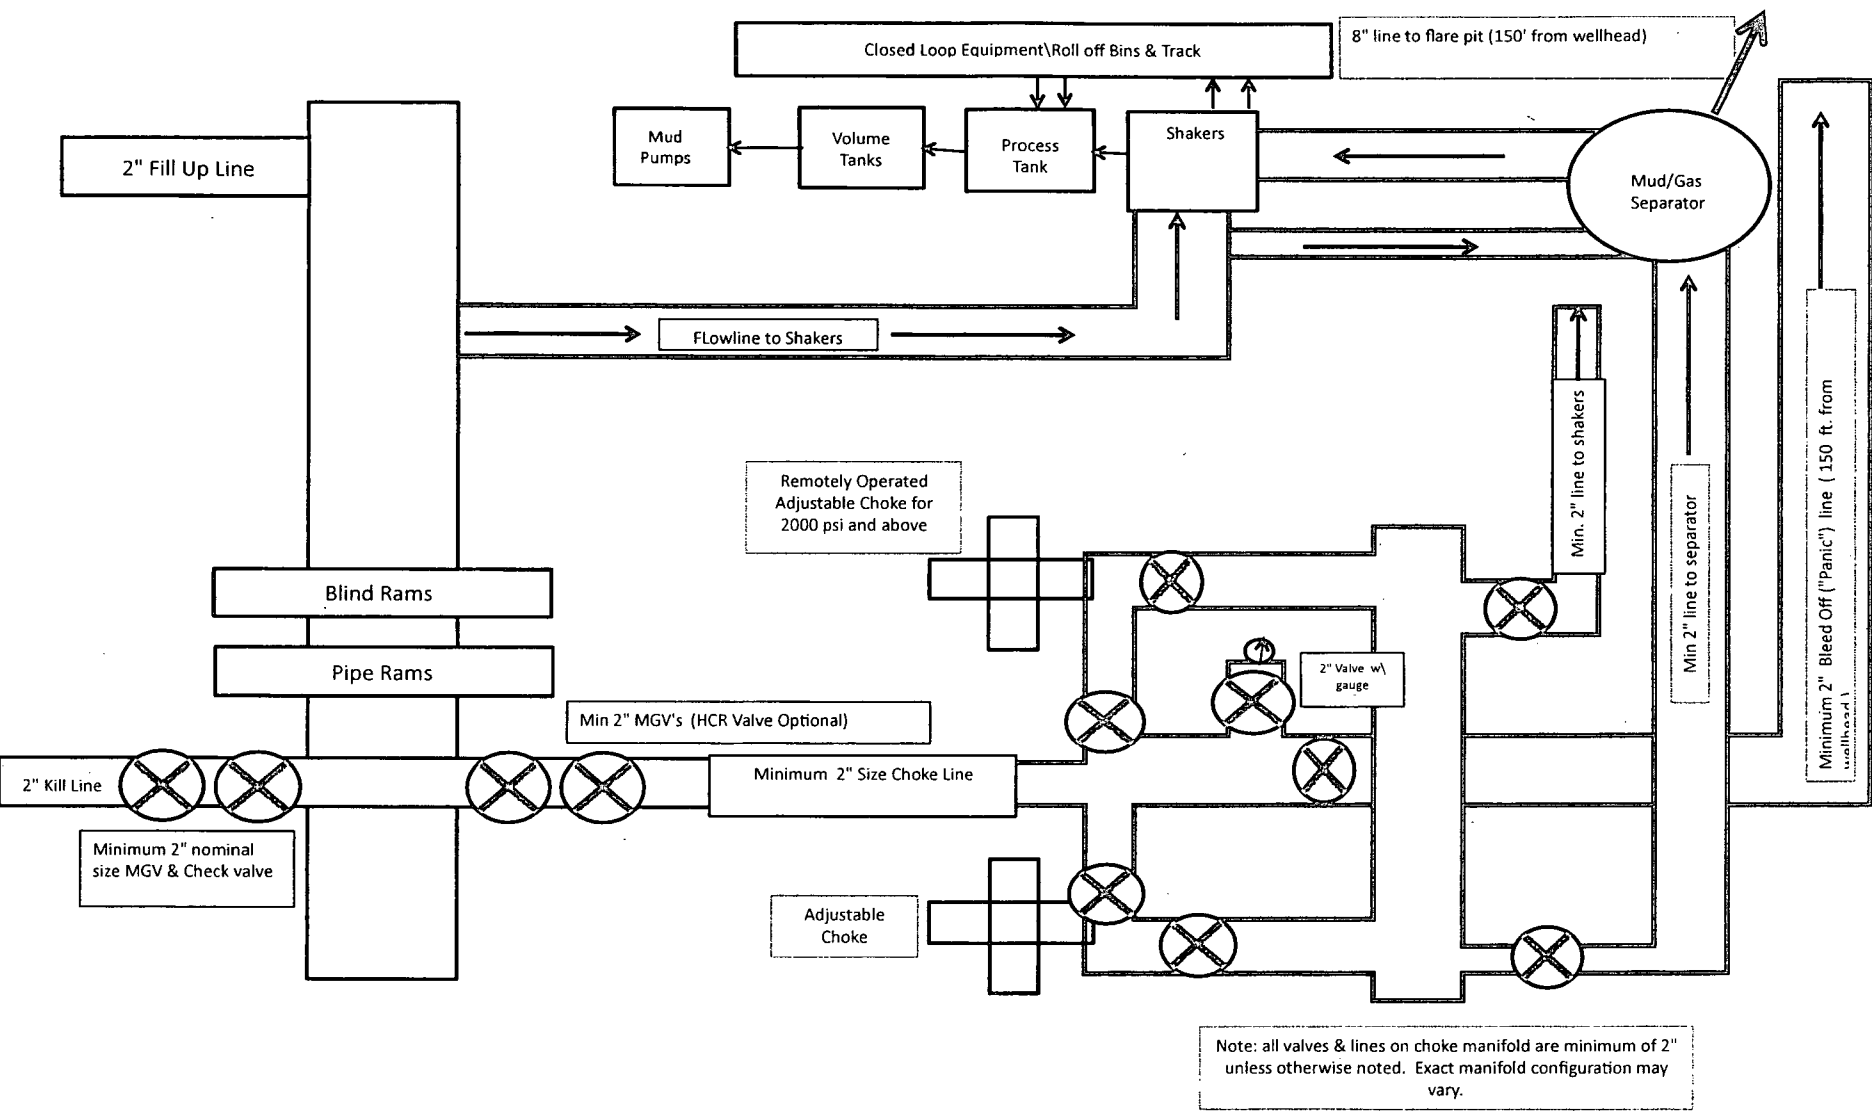 Closed Loop Equipment\Roll off Bins & Track
8" line to flare pit (150' from wellhead)
2" Fill Up Line
Mud
Pumps
Volume
Tanks
Process
Tank
Shakers
Mud/Gas
Separator
FLowline to Shakers
Remotely Operated
Adjustable Choke for
2000 psi and above
Min. 2" line to shakers
Min 2" line to separator
Minimum 2" Bleed Off ("Panic") line ( 150 ft. from
wellhead)
Blind Rams
Pipe Rams
2" Valve w\
gauge
Min 2" MGV's (HCR Valve Optional)
2" Kill Line
Minimum 2" Size Choke Line
Minimum 2" nominal
size MGV & Check valve
Adjustable
Choke
Note: all valves & lines on choke manifold are minimum of 2"
unless otherwise noted. Exact manifold configuration may
vary.